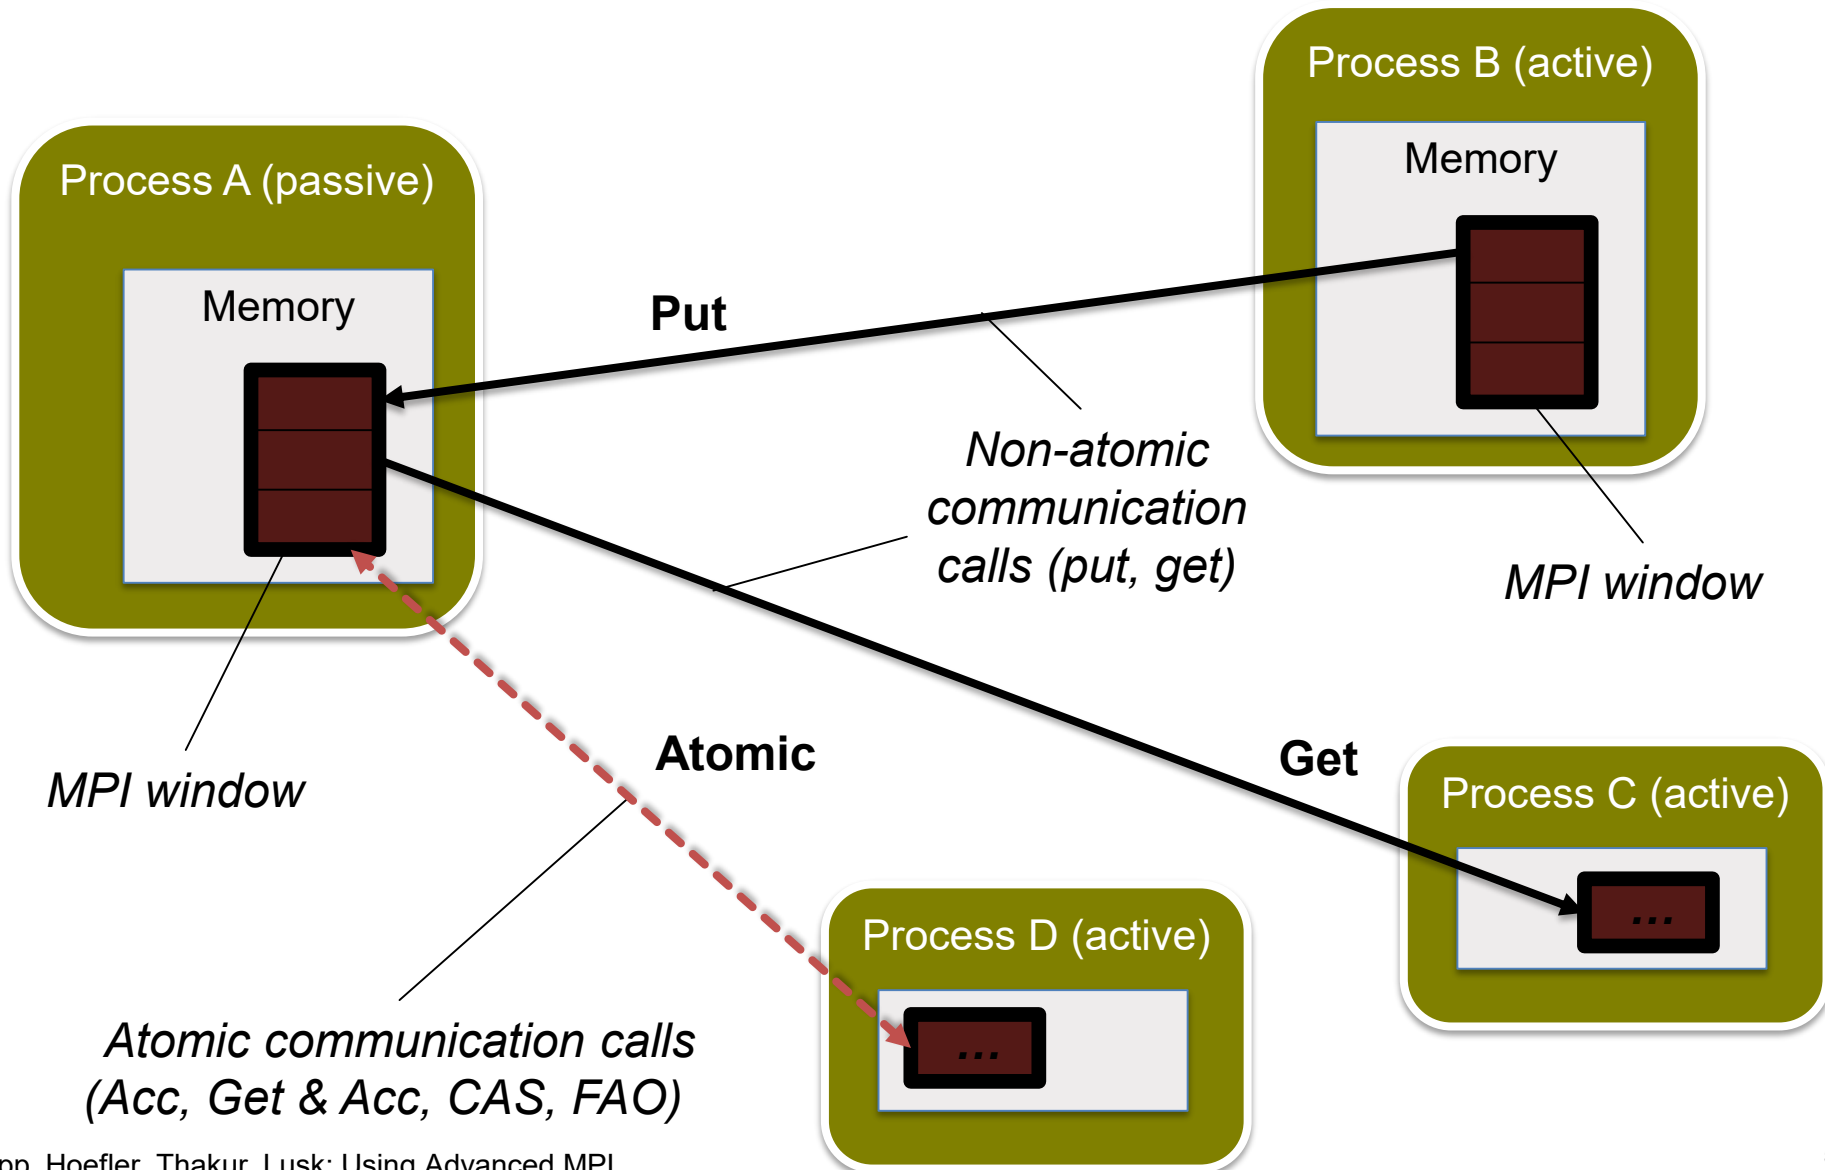 Process B (active)
Memory
Process A (passive)
Memory
Put
Non-atomic
communication
calls (put, get)
MPI window
Atomic
Get
MPI window
Process C (active)
...
Process D (active)
...
Atomic communication calls
(Acc, Get & Acc, CAS, FAO)
Hoefler, Thakur, Lusk: Using Advanced MPI